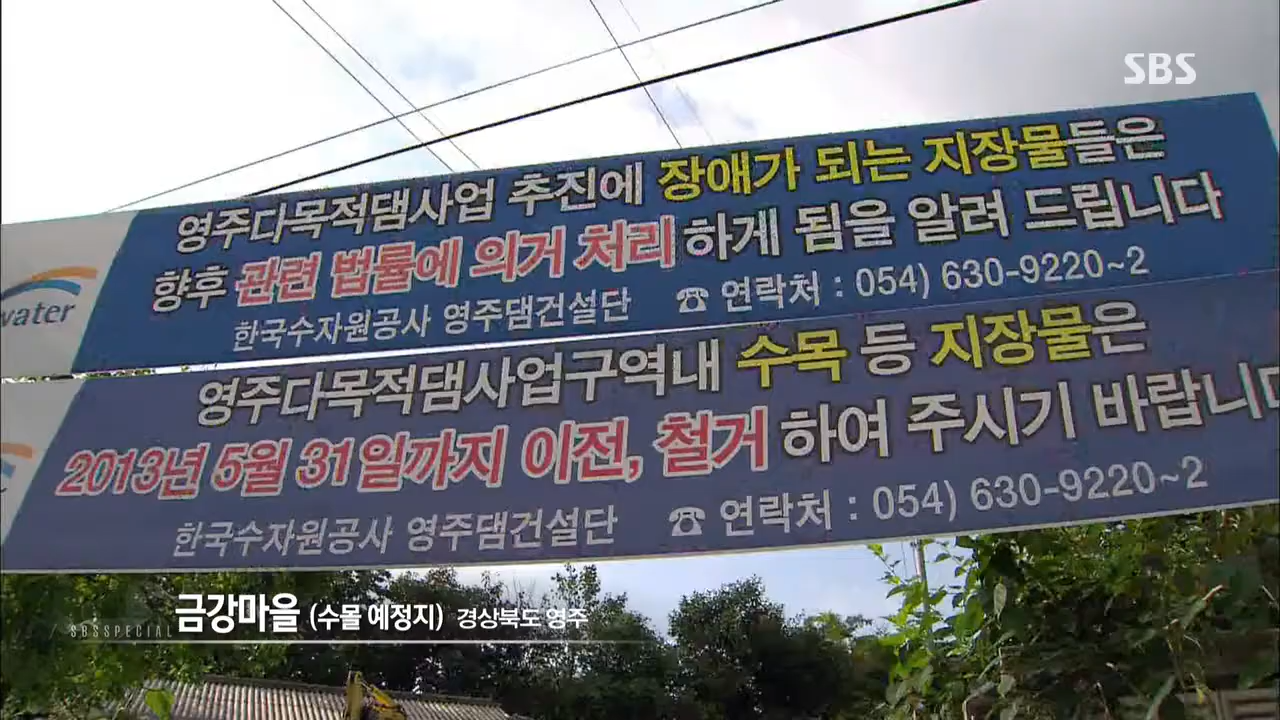 SBS
영주다목적댐사업 추진에 장애가 되는 지장물들은
향후 관련 법률에 의거 처리 하게 됨을 알려 드립니다
water
한국수자원공사 영주댐건설단 ☎ 연락처 : 054) 630-9220~2
영주다목적댐사업구역내 수목 등 지장물은
2013년 5월 31일까지 이전, 철거 하여 주시기 바랍니다
한국수자원공사 영주댐건설단 ☎ 연락처 : 054) 630-9220~2
SBS SPECIAL 금강마을 (수몰 예정지) 경상북도 영주